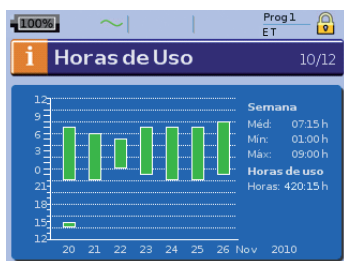 100%
Prog 1
ET
i Horas de Uso 10/12
12
9
6
3
0
21
18
15
12
Semana
Méd: 07:15 h
Mín: 01:00 h
Máx: 09:00 h
Horas de uso
Horas: 420:15 h
20 21 22 23 24 25 26 Nov 2010